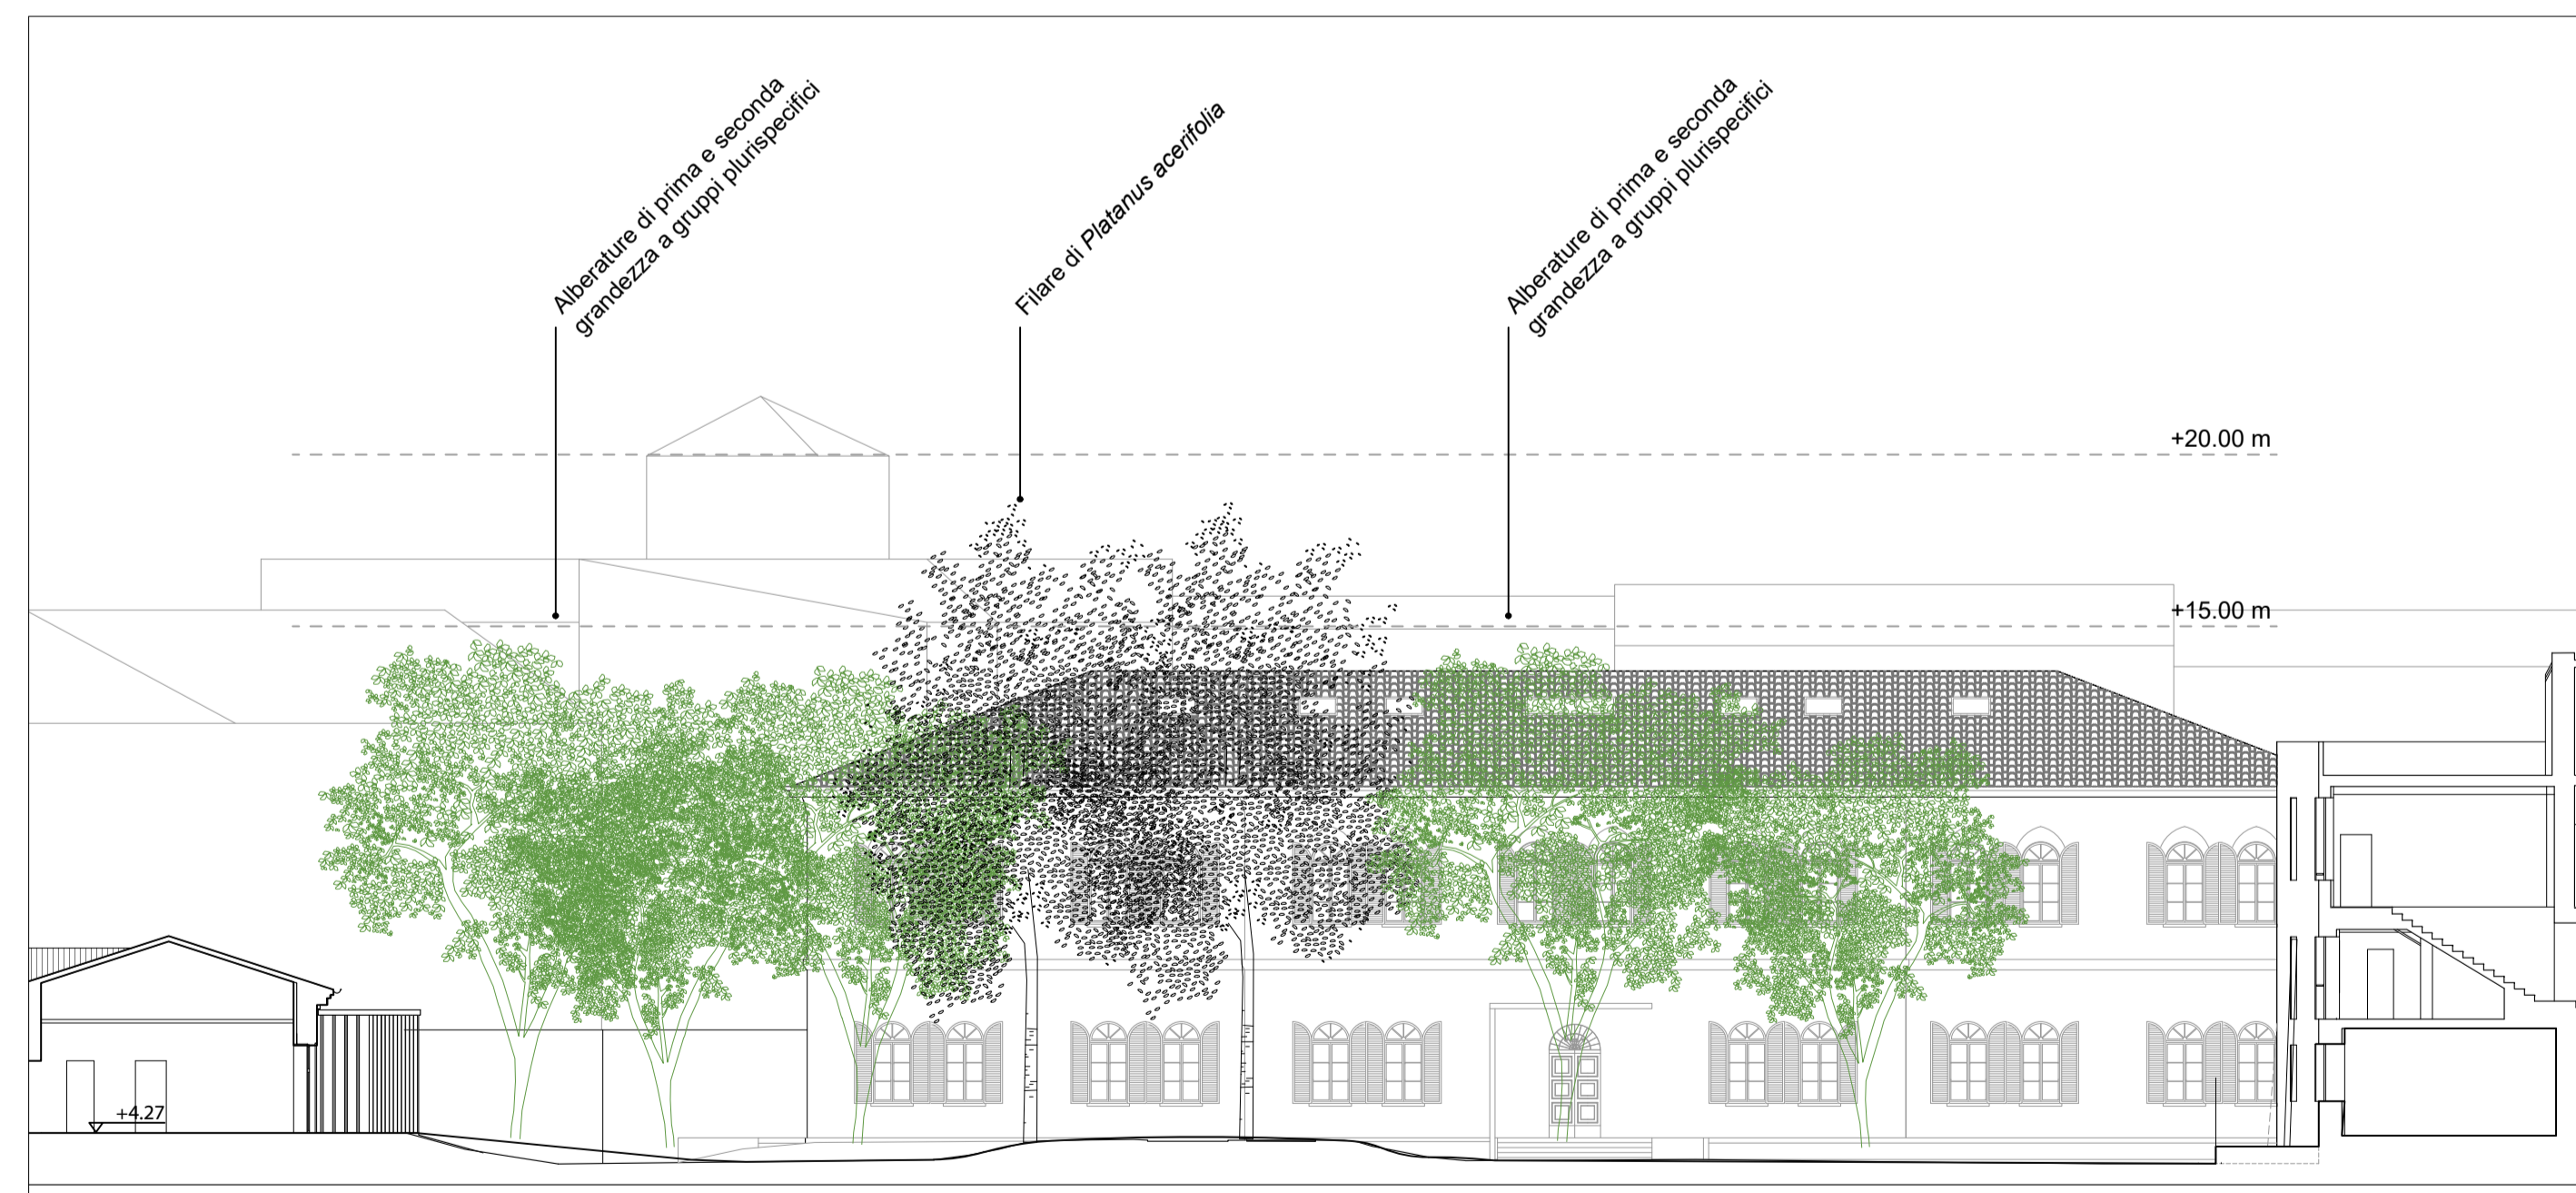 Alberature di prima e seconda
grandezza a gruppi plurispecifici
Filare di Platanus acerifolia
Alberature di prima e seconda
grandezza a gruppi plurispecifici
+20.00 m
+15.00 m
+4.27